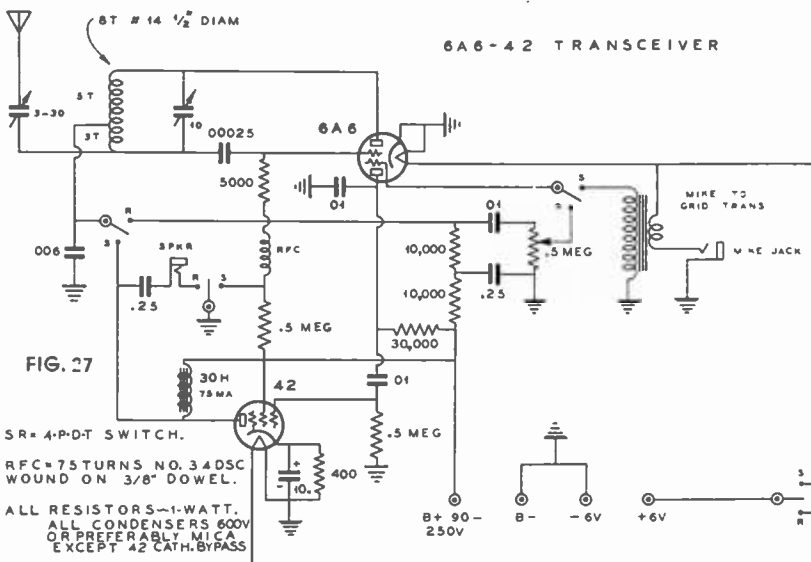 8T # 14 1/2" DIAM
6A6-42 TRANSCEIVER
5T
3-30
10
3T
00025
6A6
5000
01
S
MIKE TO
GRID TRANS
R
01
.5 MEG
MIKE JACK
10,000
006
S
SPKR
R
S
RFC
.25
.25
10,000
.5 MEG
30,000
FIG. 27
30H
75MA
42
01
SR= 4-P-D-T SWITCH.
.5 MEG
RFC= 75 TURNS NO. 34 DSC
WOUND ON 3/8" DOWEL.
+
-
10.
400
ALL RESISTORS~1-WATT.
ALL CONDENSERS 600V
OR PREFERABLY MICA
EXCEPT 42 CATH. BYPASS
B+ 90-
250V
B-
-6V
+6V
S
R